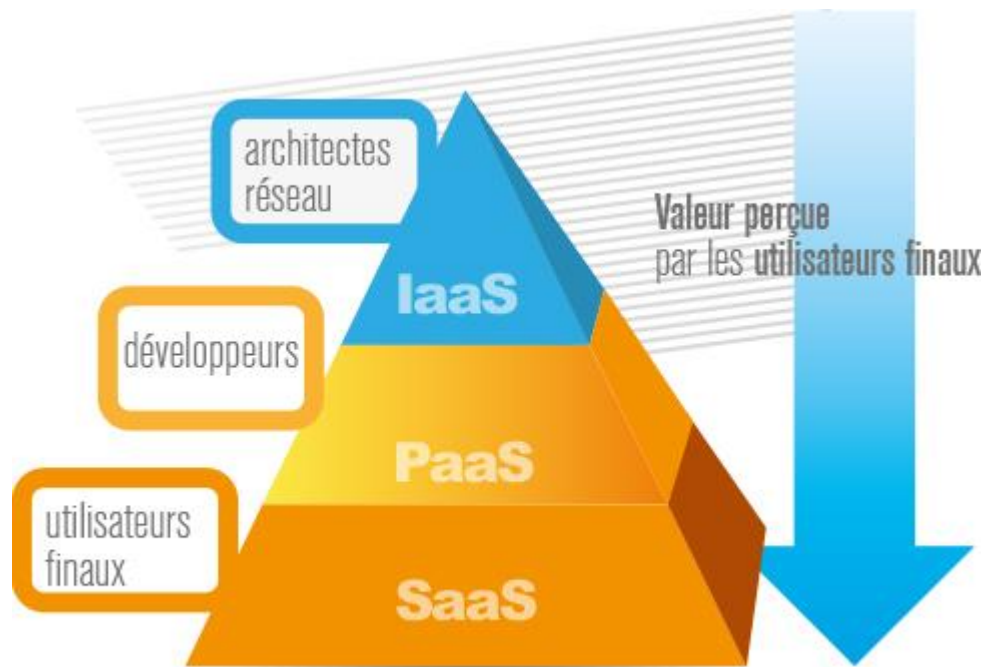 architectes
réseau
IaaS
Valeur perçue
par les utilisateurs finaux
développeurs
PaaS
utilisateurs
finaux
SaaS